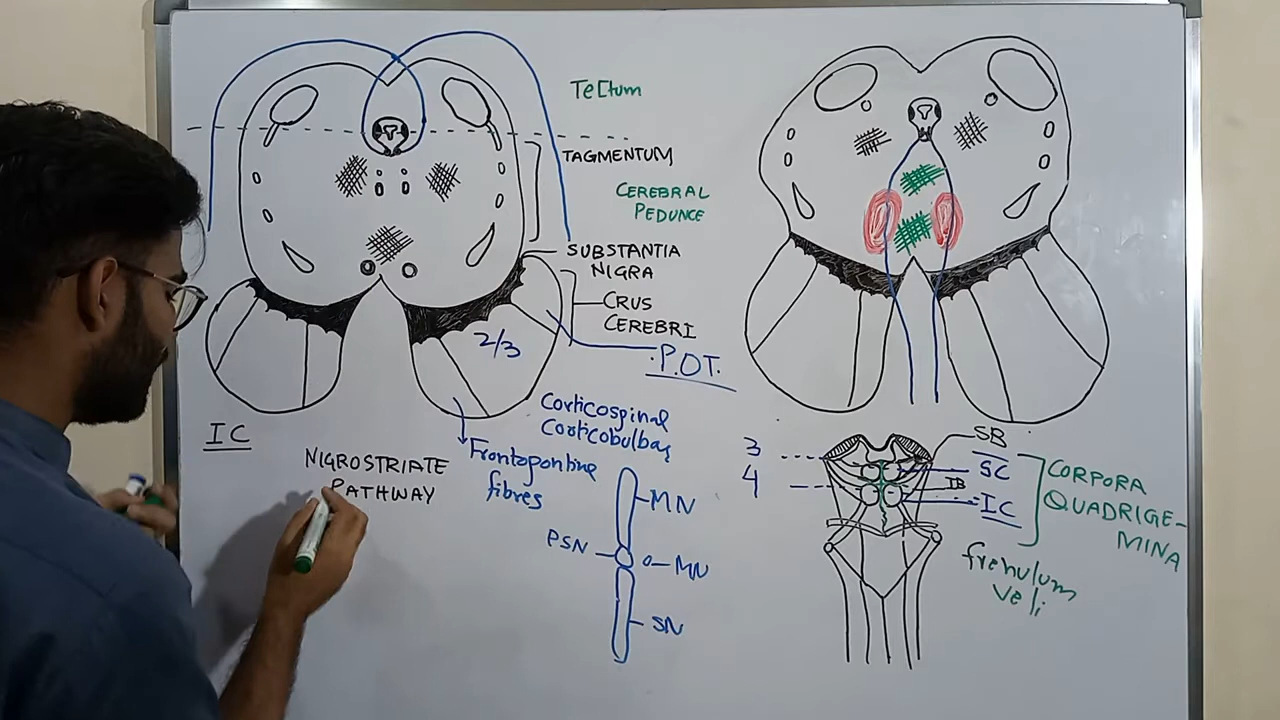 Tectum
TAGMENTUM
CEREBRAL
PEDUNCE
SUBSTANTIA
NIGRA
CRUS
CEREBRI
2/3
P.O.T.
IC
Corticospinal
Corticobulbar
Frontopontine
fibres
NIGROSTRIATE
PATHWAY
MN
PSN
MN
SN
3
4
SB
SC
IB
IC
CORPORA
QUADRIGE-
MINA
frenulum
veli